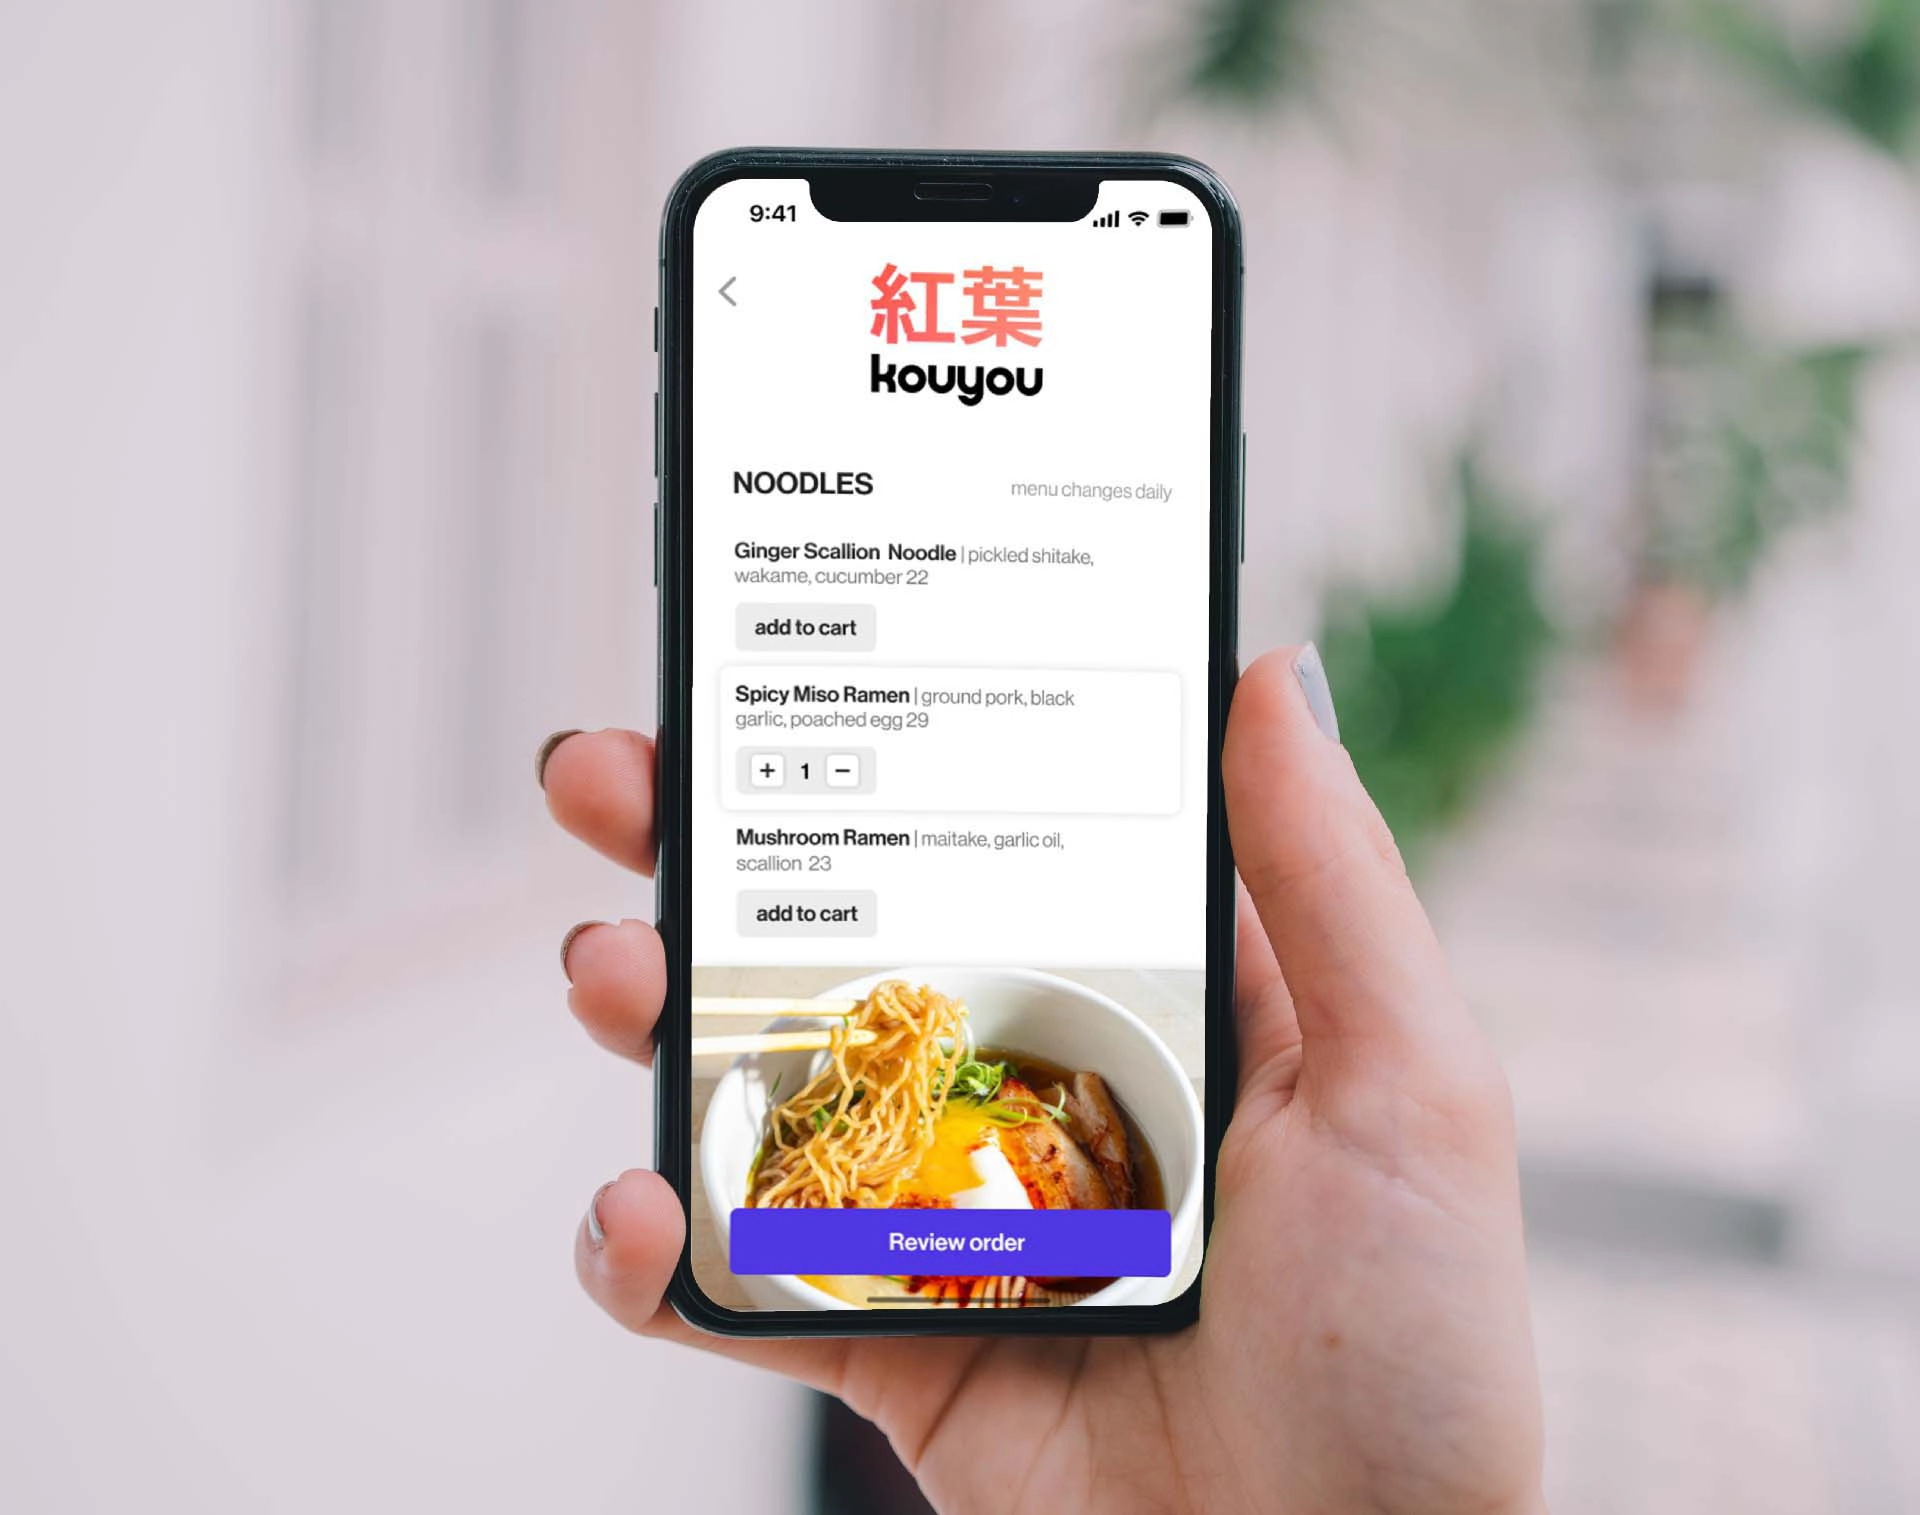 9:41
紅葉
kouyou
NOODLES
menu changes daily
Ginger Scallion Noodle | pickled shitake,
wakame, cucumber 22
add to cart
Spicy Miso Ramen | ground pork, black
garlic, poached egg 29
+ 1 −
Mushroom Ramen | maitake, garlic oil,
scallion 23
add to cart
Review order